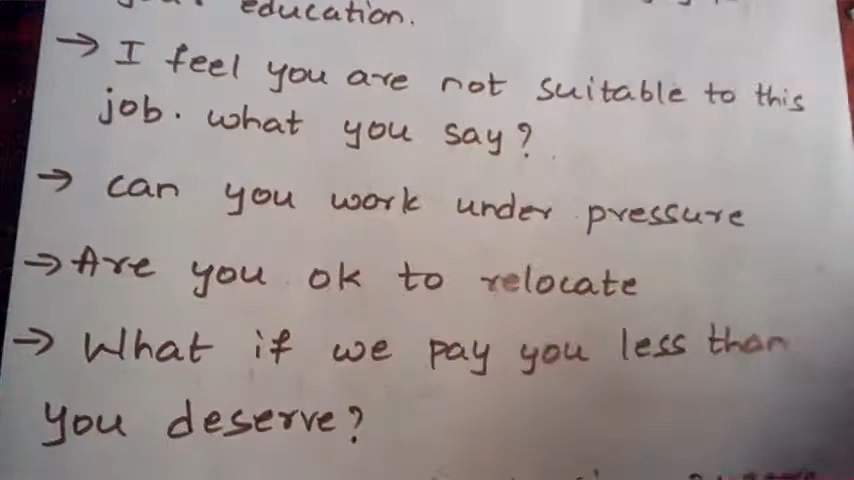 education.
→ I feel you are not suitable to this
job. what you say?
→ can you work under pressure
→ Are you ok to relocate
→ What if we pay you less than
you deserve?